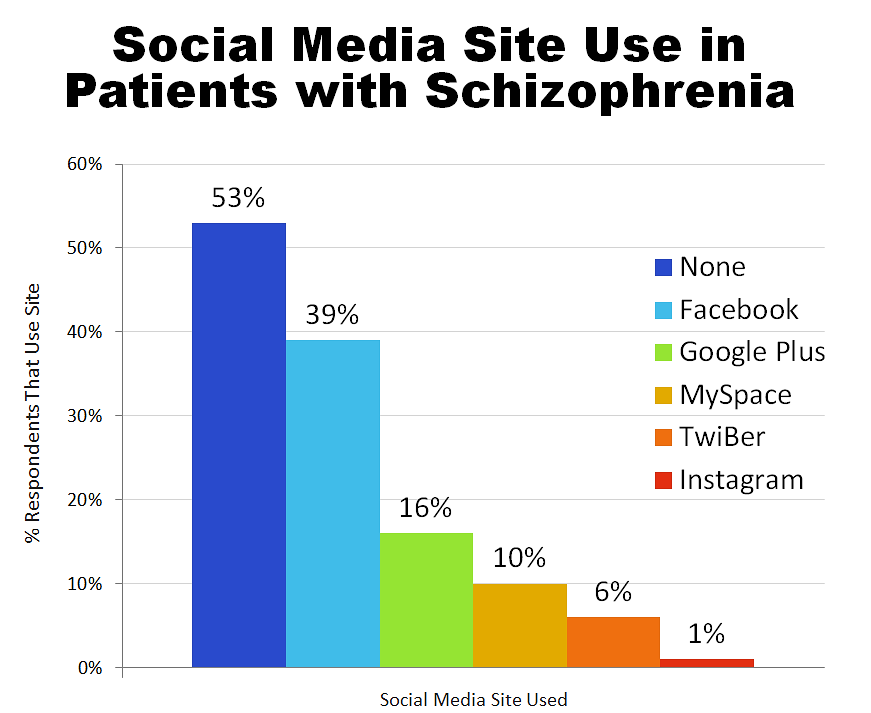 Social Media Site Use in
Patients with Schizophrenia
60%
50%
40%
30%
20%
10%
0%
% Respondents That Use Site
53%
39%
16%
10%
6%
1%
None
Facebook
Google Plus
MySpace
TwiBer
Instagram
Social Media Site Used